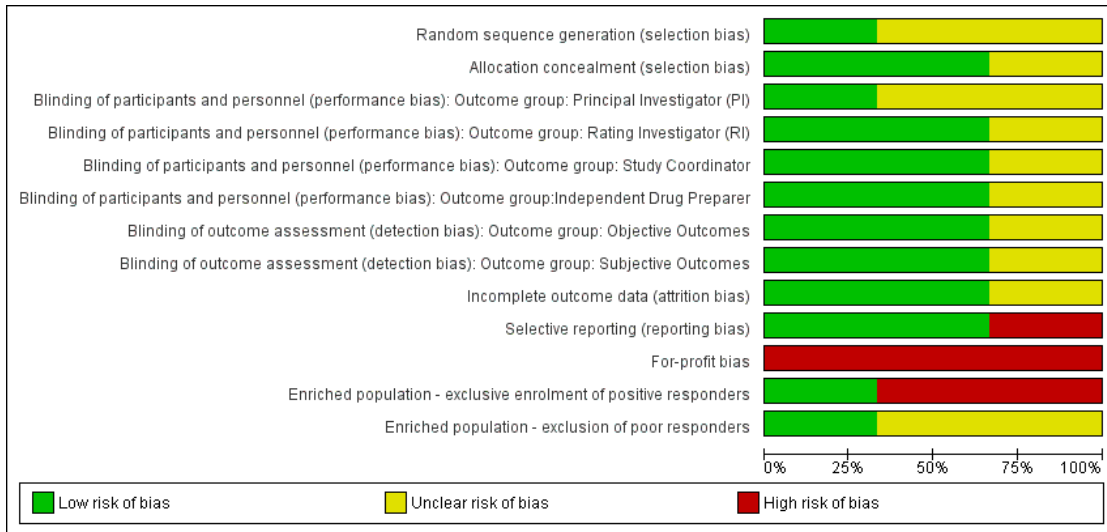 Random sequence generation (selection bias)
Allocation concealment (selection bias)
Blinding of participants and personnel (performance bias): Outcome group: Principal Investigator (PI)
Blinding of participants and personnel (performance bias): Outcome group: Rating Investigator (RI)
Blinding of participants and personnel (performance bias): Outcome group: Study Coordinator
Blinding of participants and personnel (performance bias): Outcome group:Independent Drug Preparer
Blinding of outcome assessment (detection bias): Outcome group: Objective Outcomes
Blinding of outcome assessment (detection bias): Outcome group: Subjective Outcomes
Incomplete outcome data (attrition bias)
Selective reporting (reporting bias)
For-profit bias
Enriched population - exclusive enrolment of positive responders
Enriched population - exclusion of poor responders
0% 25% 50% 75% 100%
Low risk of bias Unclear risk of bias High risk of bias